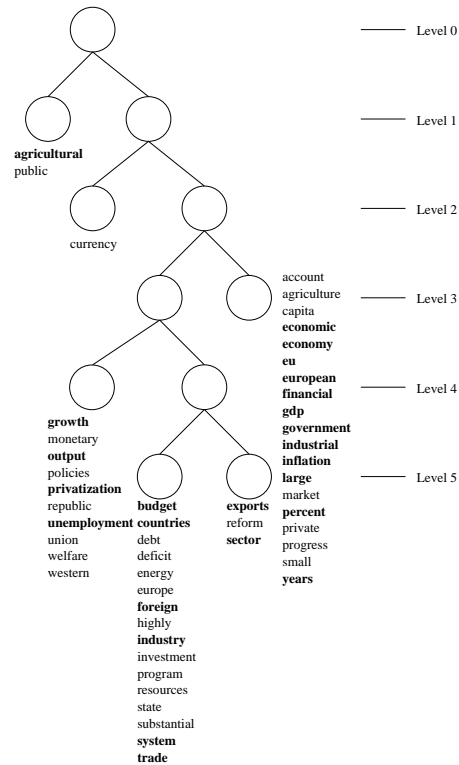 Level 0
Level 1
agricultural
public
Level 2
currency
Level 3
account
agriculture
capita
economic
economy
eu
european
financial
gdp
government
industrial
inflation
large
market
percent
private
progress
small
years
Level 4
growth
monetary
output
policies
privatization
republic
unemployment
union
welfare
western
Level 5
budget
countries
debt
deficit
energy
europe
foreign
highly
industry
investment
program
resources
state
substantial
system
trade
exports
reform
sector